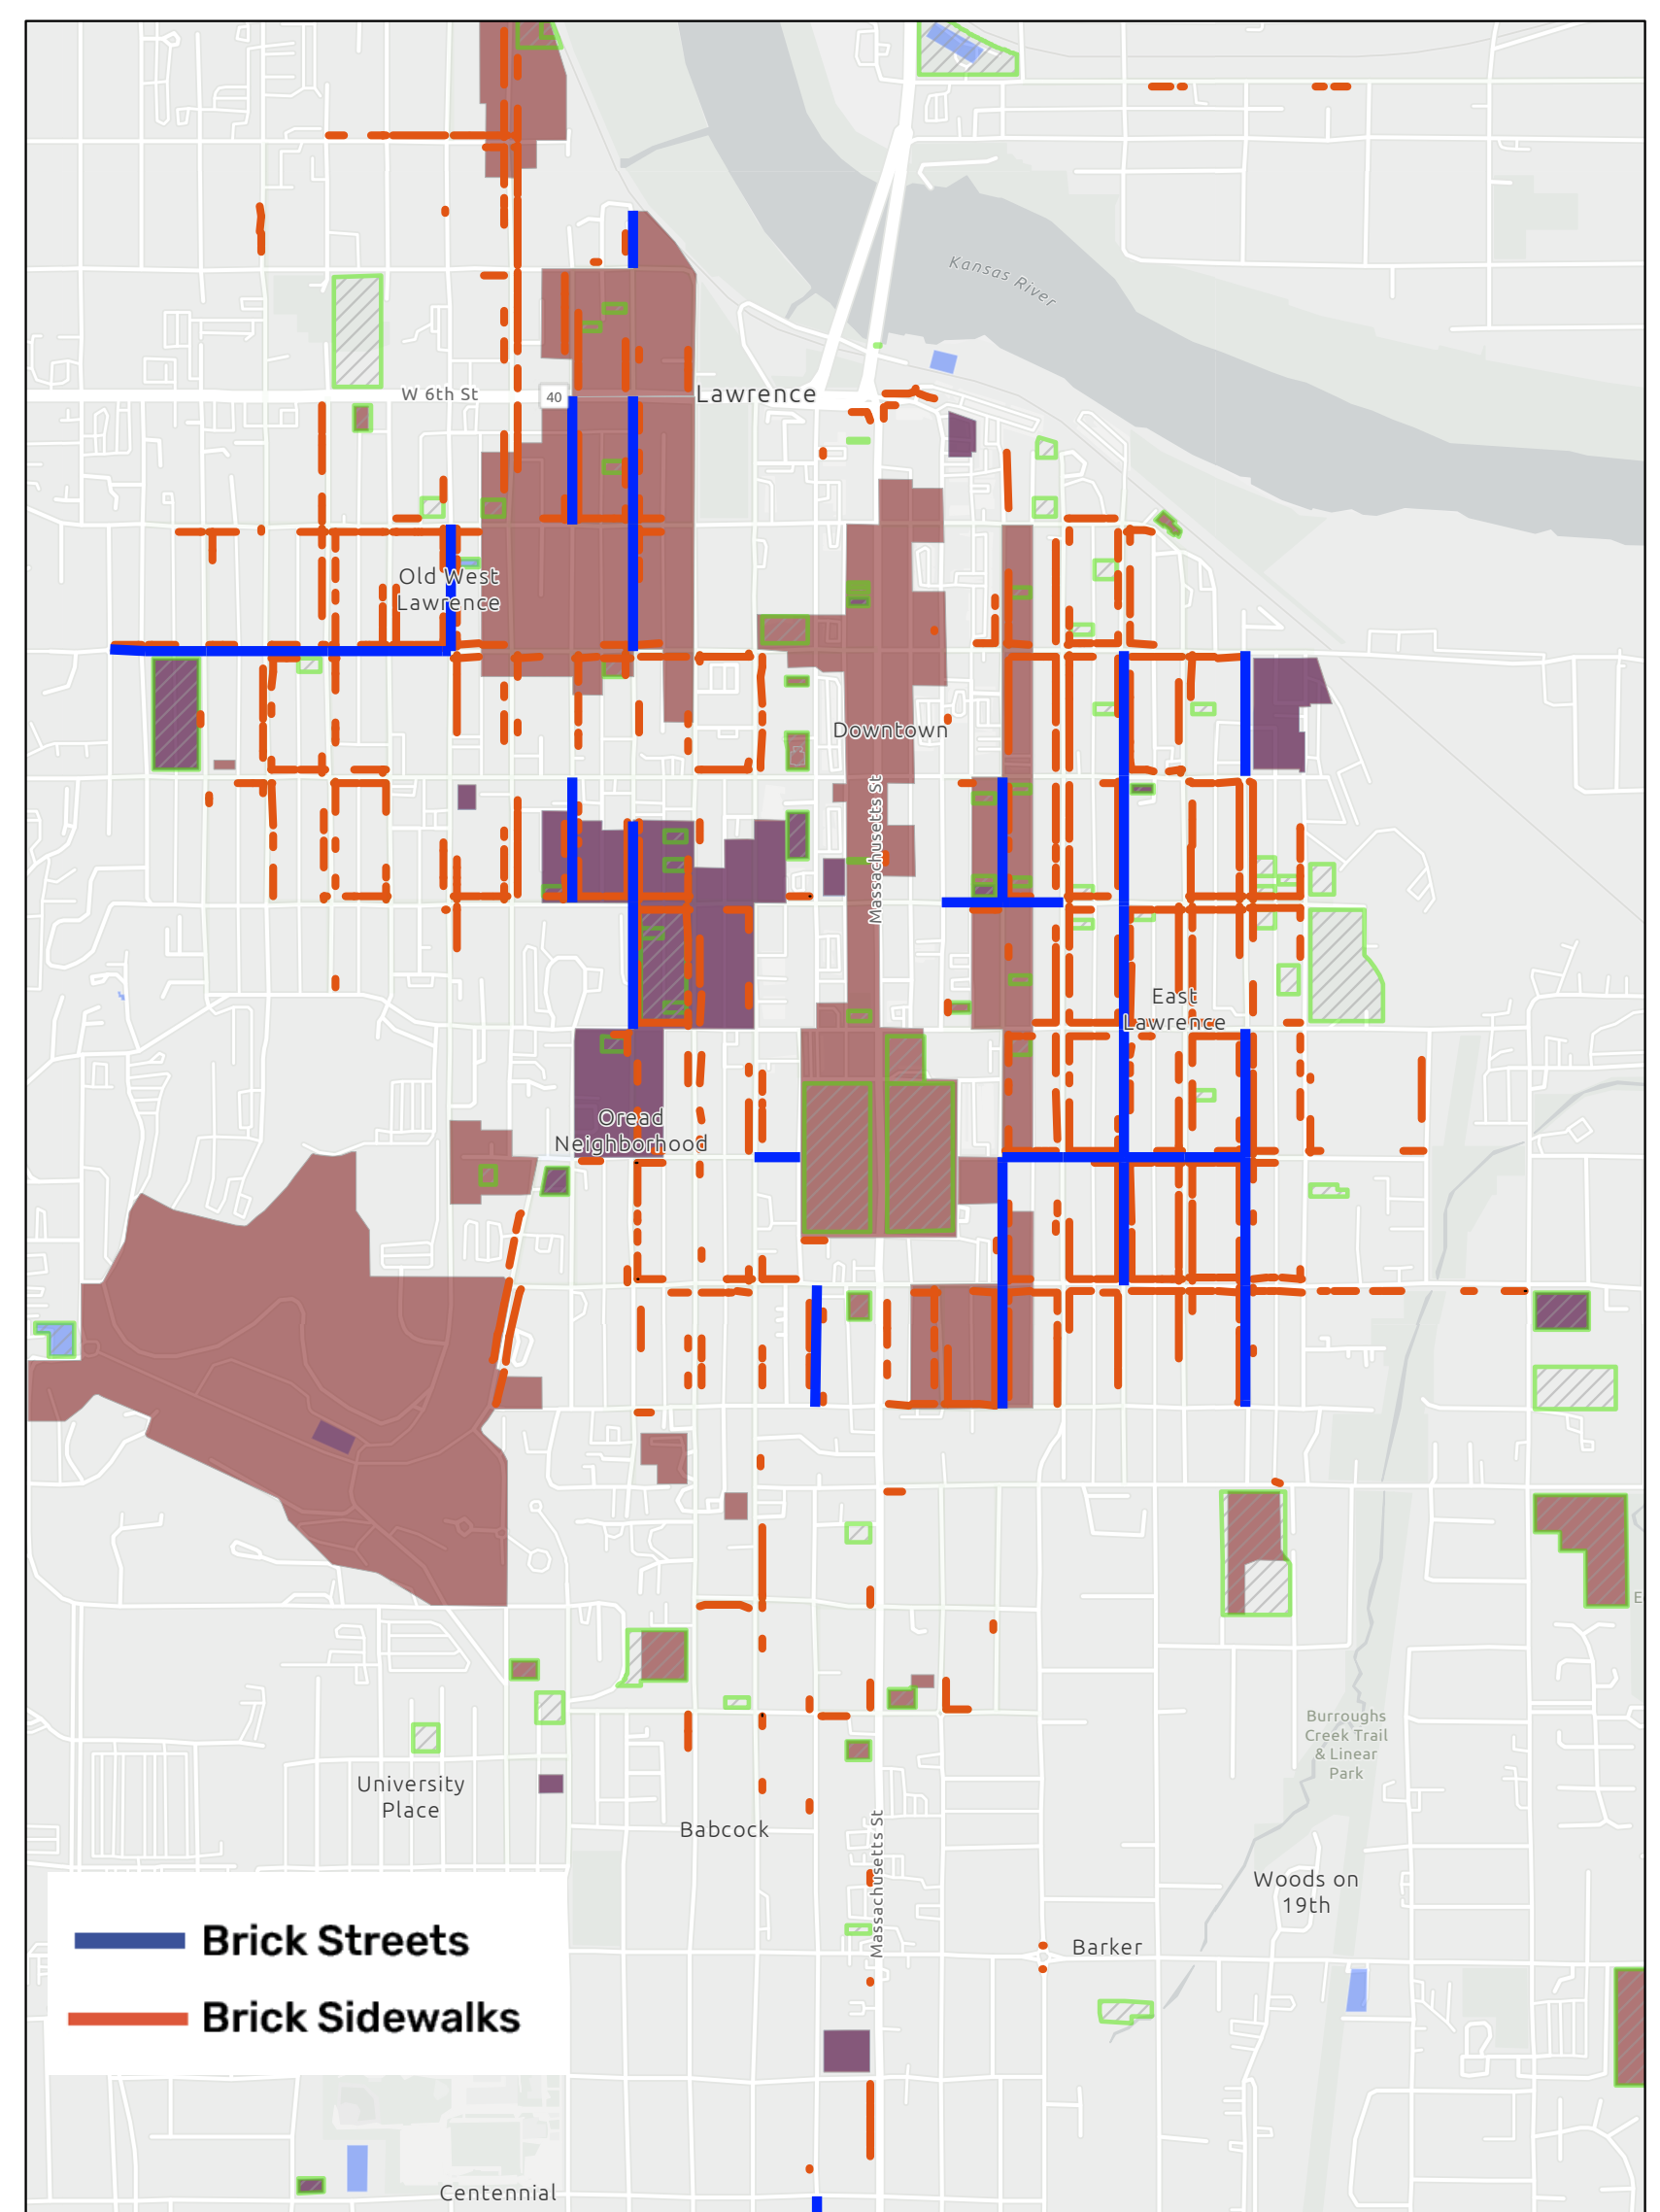 Kansas River
W 6th St
40
Lawrence
Old West
Lawrence
Downtown
Massachusetts St
East
Lawrence
Oread
Neighborhood
E
Burroughs
Creek Trail
& Linear
Park
University
Place
Babcock
Massachusetts St
Woods on
19th
Barker
Brick Streets
Brick Sidewalks
Centennial